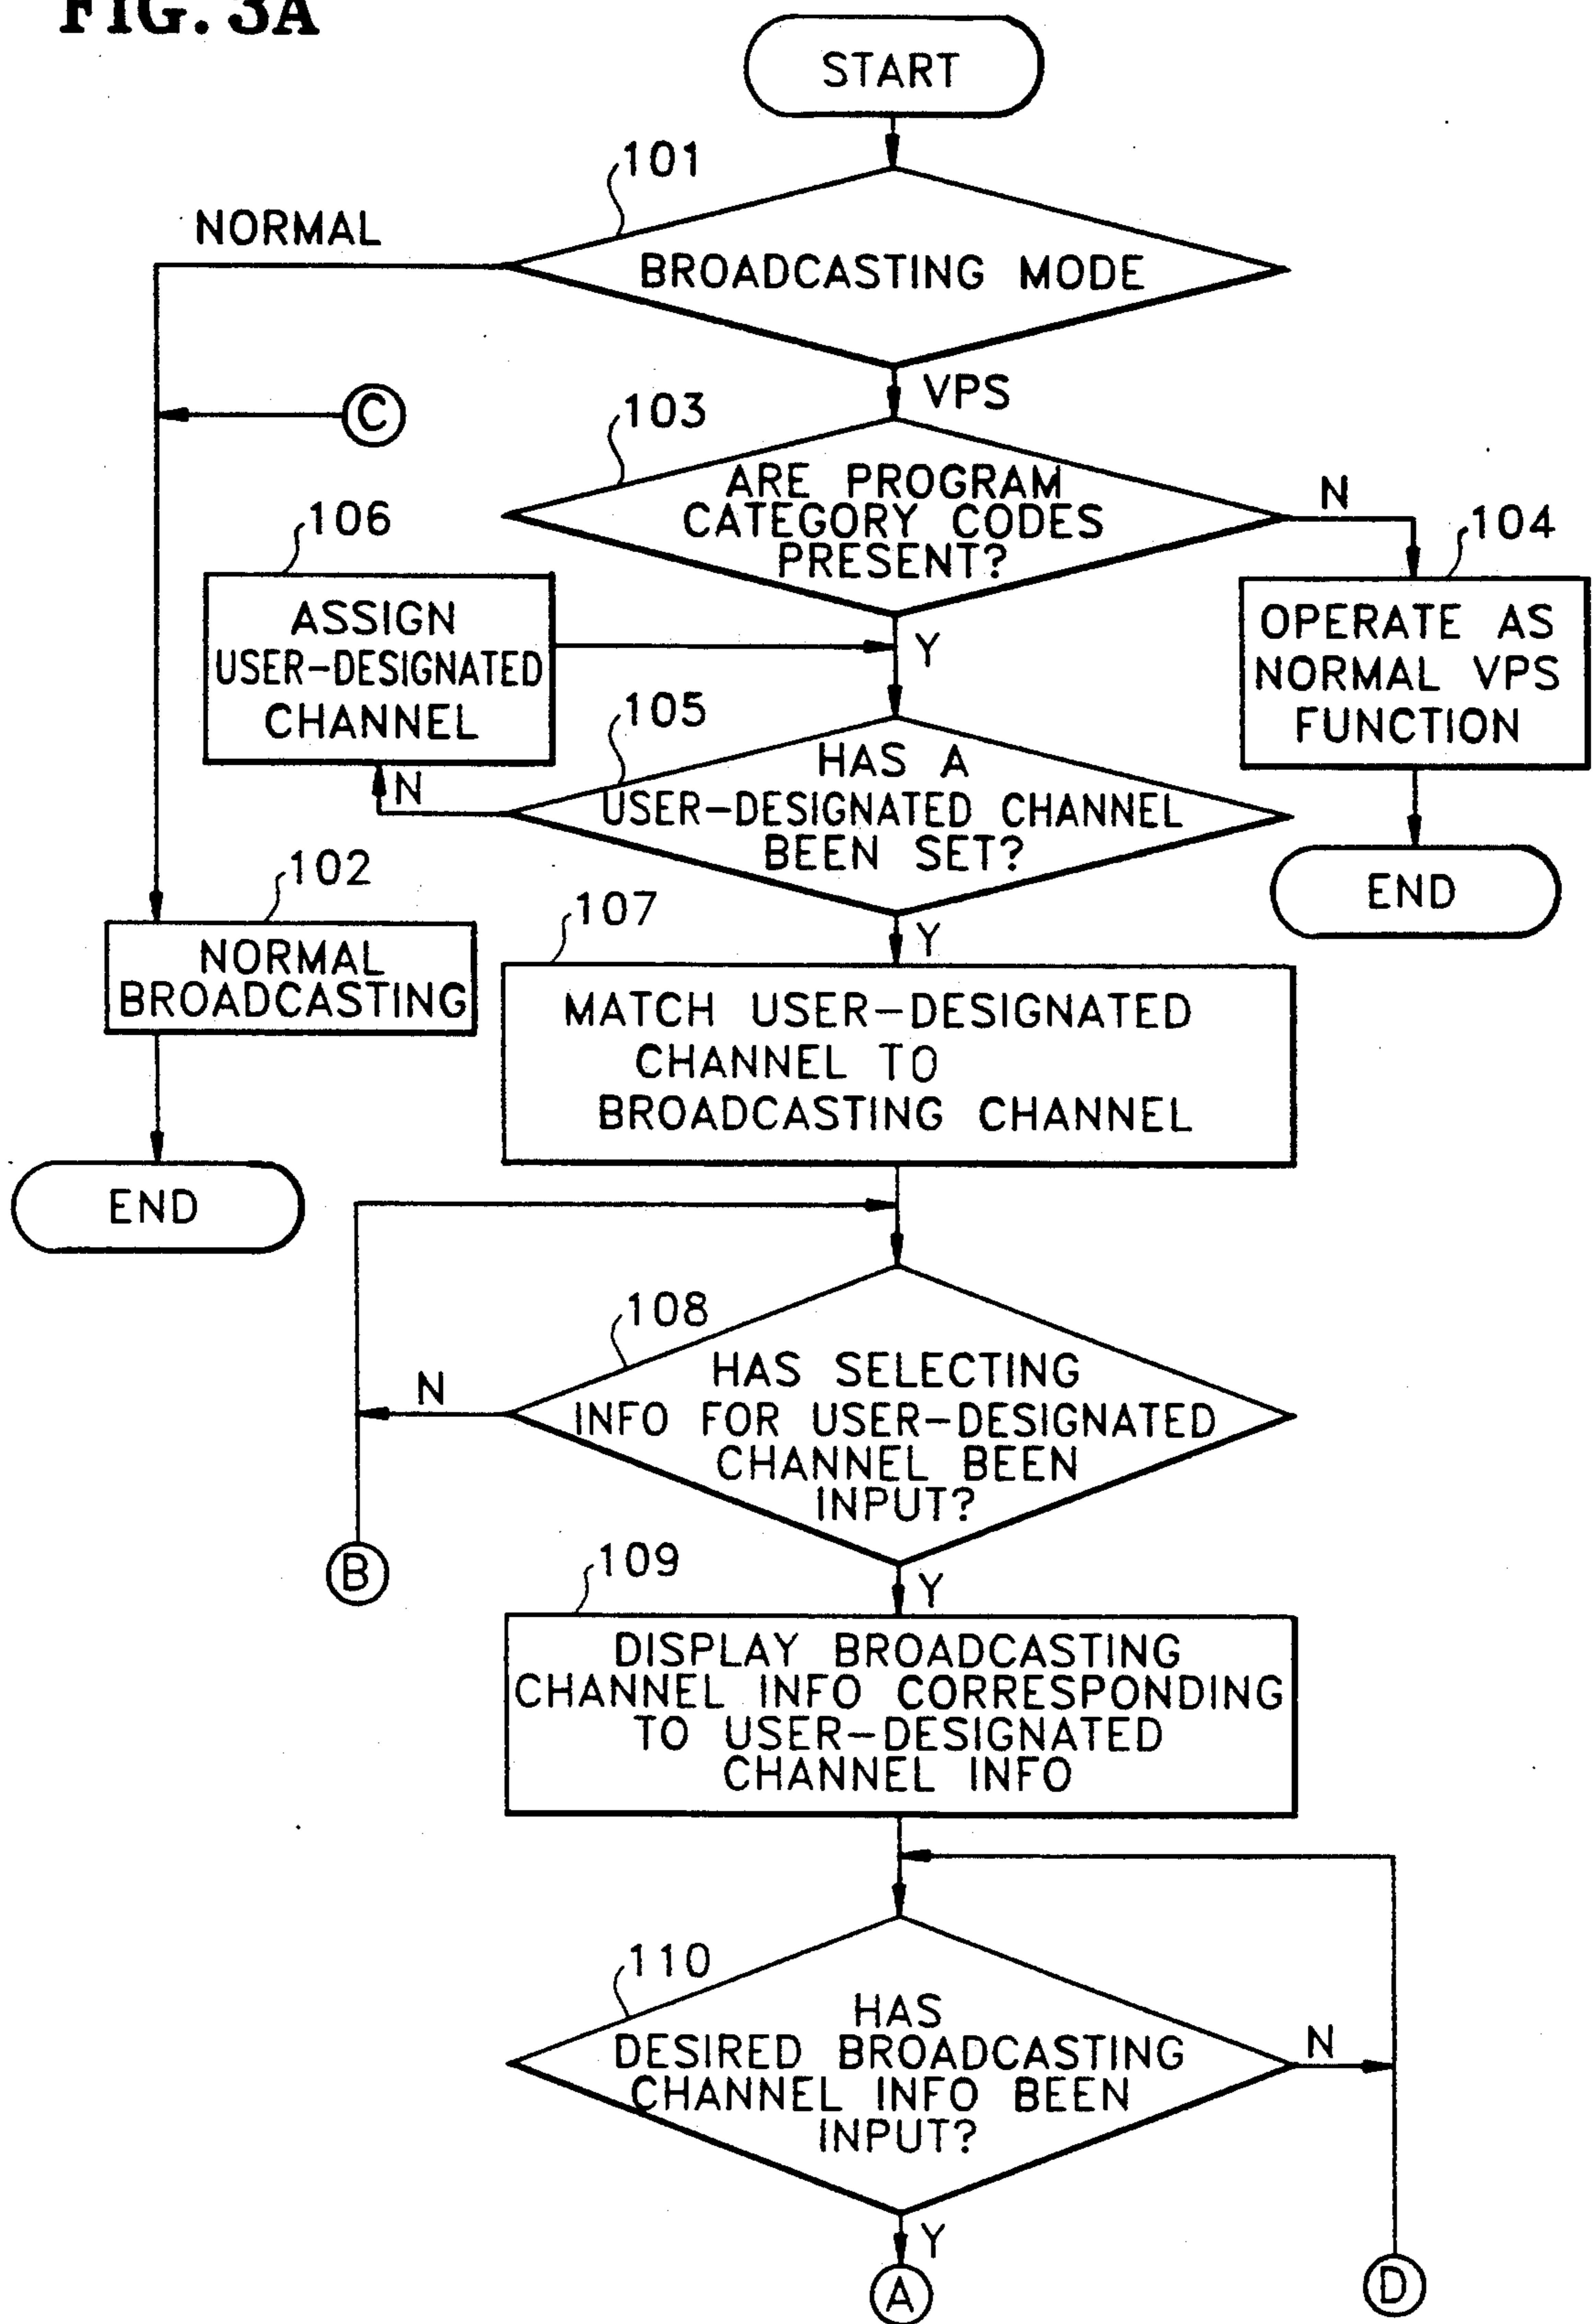 FIG. 3A
START
101
NORMAL
BROADCASTING MODE
VPS
C
103
ARE PROGRAM
CATEGORY CODES
PRESENT?
N
104
OPERATE AS
NORMAL VPS
FUNCTION
END
106
ASSIGN
USER-DESIGNATED
CHANNEL
Y
105
HAS A
USER-DESIGNATED CHANNEL
BEEN SET?
N
102
NORMAL
BROADCASTING
END
Y
107
MATCH USER-DESIGNATED
CHANNEL TO
BROADCASTING CHANNEL
108
HAS SELECTING
INFO FOR USER-DESIGNATED
CHANNEL BEEN
INPUT?
N
B
Y
109
DISPLAY BROADCASTING
CHANNEL INFO CORRESPONDING
TO USER-DESIGNATED
CHANNEL INFO
110
HAS
DESIRED BROADCASTING
CHANNEL INFO BEEN
INPUT?
N
Y
A
D